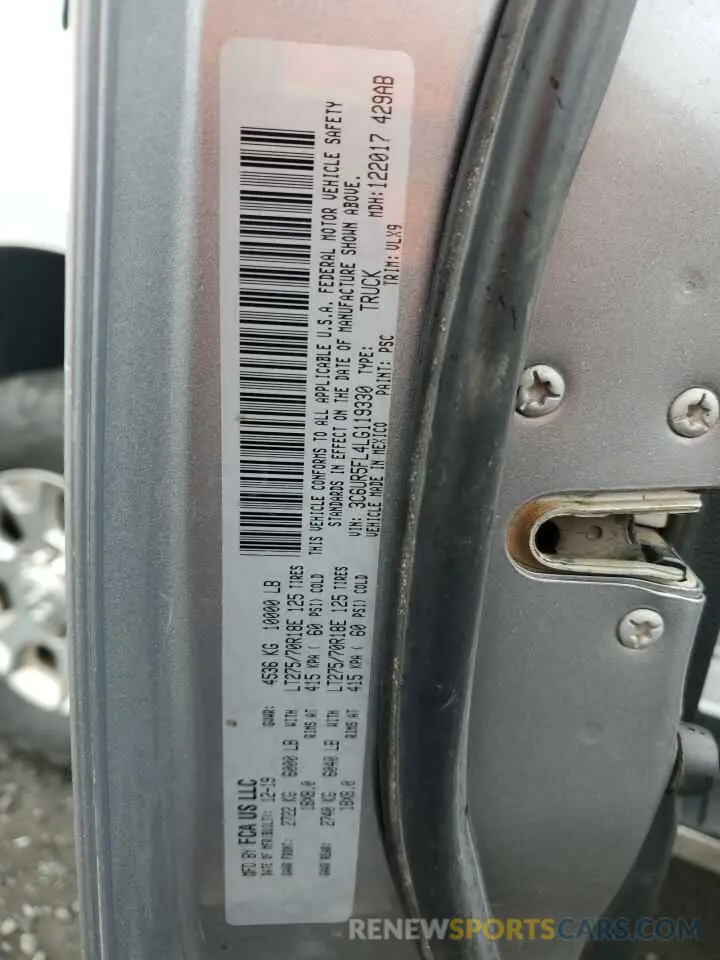 MFD BY FCA US LLC
DATE OF MFR(BUILT): 12-19 GVWR: 4536 KG 10000 LB
GAWR FRONT: 2722 KG 6000 LB WITH LT275/70R18E 125 TIRES
18X8.0 RIMS AT 415 KPA ( 60 PSI) COLD
GAWR REAR: 2740 KG 6040 LB WITH LT275/70R18E 125 TIRES
18X8.0 RIMS AT 415 KPA ( 60 PSI) COLD
THIS VEHICLE CONFORMS TO ALL APPLICABLE U.S.A. FEDERAL MOTOR VEHICLE SAFETY
STANDARDS IN EFFECT ON THE DATE OF MANUFACTURE SHOWN ABOVE.
VIN: 3C6UR5FL4LG119330 TYPE: TRUCK MDH:122017 429AB
VEHICLE MADE IN MEXICO PAINT: PSC TRIM: VLX9
RENEWSPORTSCARS.COM